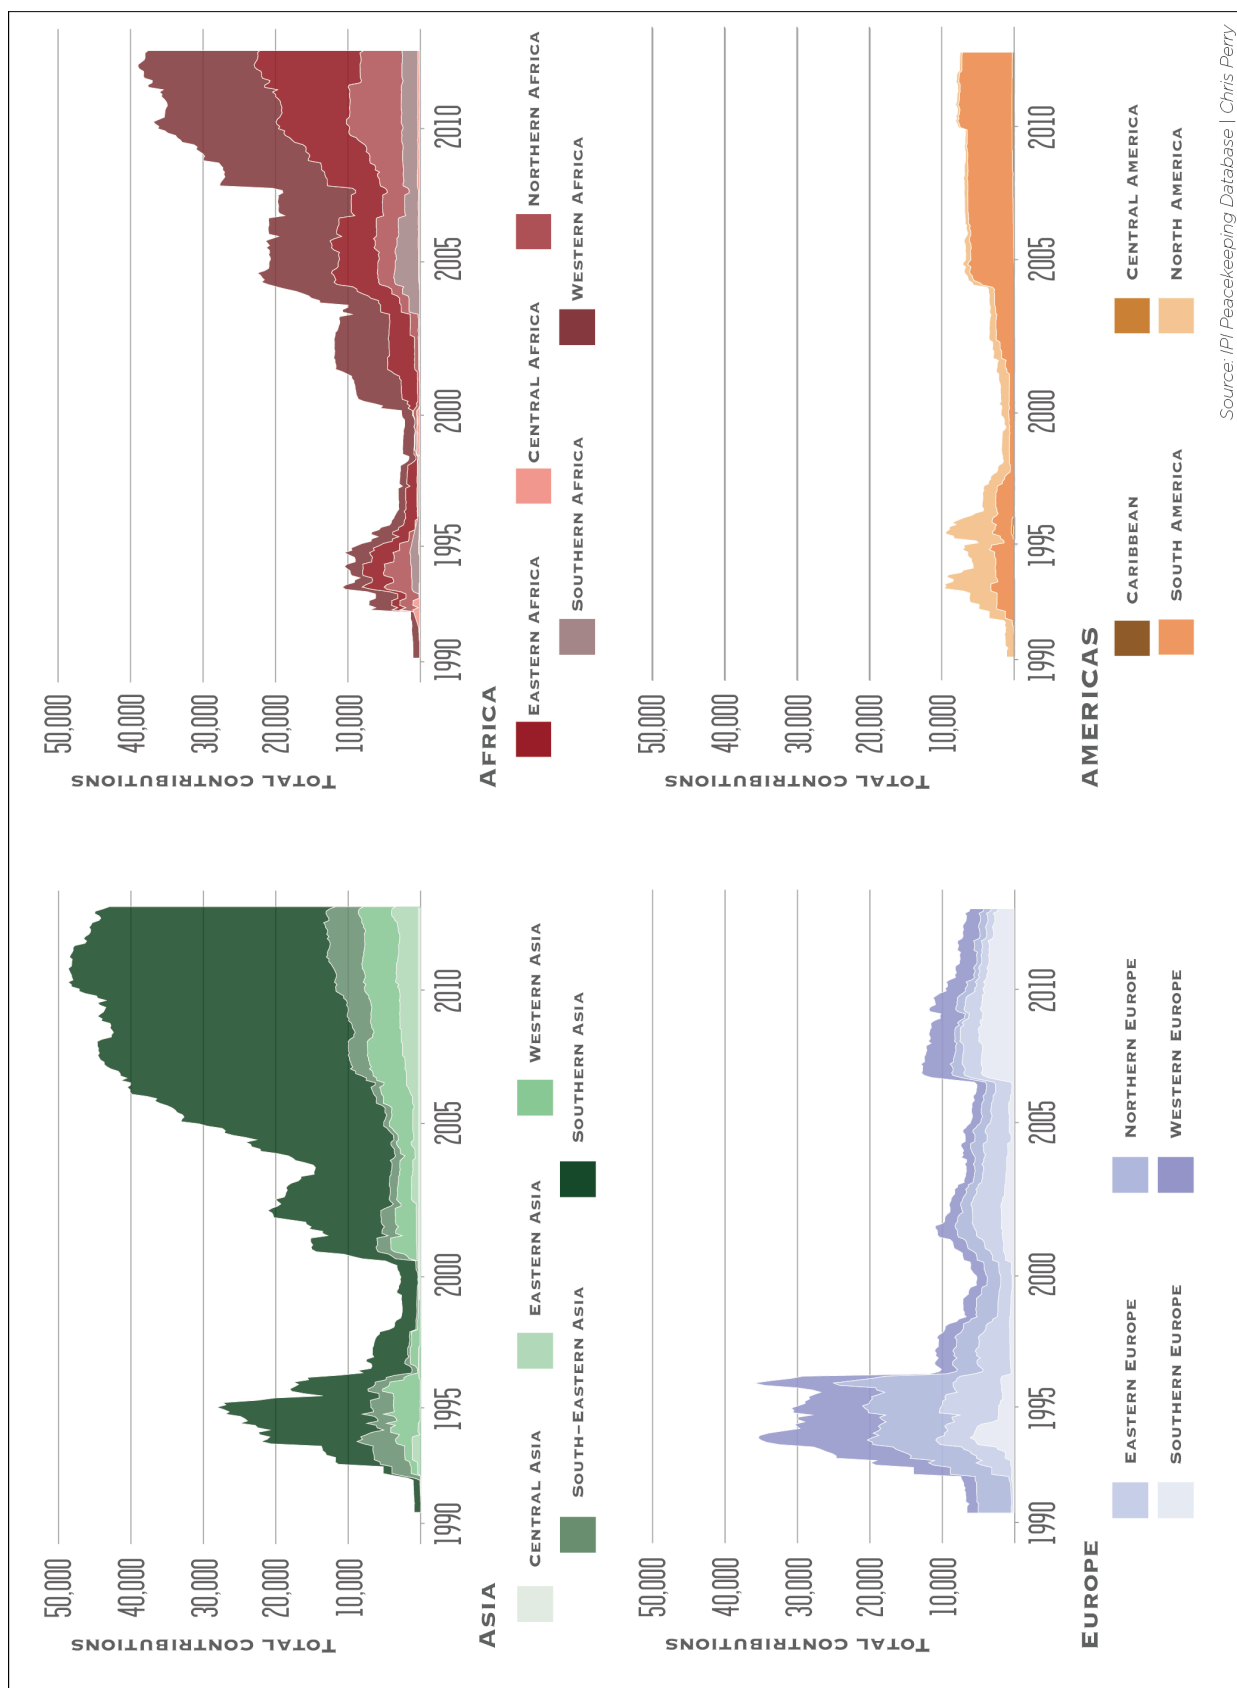 50,000
40,000
30,000
20,000
10,000
TOTAL CONTRIBUTIONS
1990 1995 2000 2005 2010
ASIA
CENTRAL ASIA EASTERN ASIA WESTERN ASIA
SOUTH-EASTERN ASIA SOUTHERN ASIA
50,000
40,000
30,000
20,000
10,000
TOTAL CONTRIBUTIONS
1990 1995 2000 2005 2010
AFRICA
EASTERN AFRICA CENTRAL AFRICA NORTHERN AFRICA
SOUTHERN AFRICA WESTERN AFRICA
50,000
40,000
30,000
20,000
10,000
TOTAL CONTRIBUTIONS
1990 1995 2000 2005 2010
EUROPE
EASTERN EUROPE NORTHERN EUROPE
SOUTHERN EUROPE WESTERN EUROPE
50,000
40,000
30,000
20,000
10,000
TOTAL CONTRIBUTIONS
1990 1995 2000 2005 2010
AMERICAS
CARIBBEAN CENTRAL AMERICA
SOUTH AMERICA NORTH AMERICA
Source: IPI Peacekeeping Database | Chris Perry